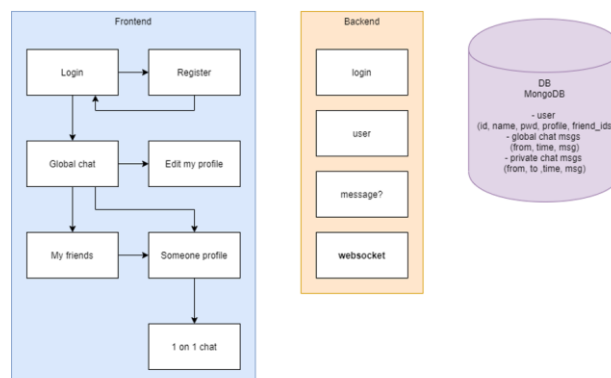 Frontend
Login
Register
Global chat
Edit my profile
My friends
Someone profile
1 on 1 chat
Backend
login
user
message?
websocket
DB
MongoDB
- user
(id, name, pwd, profile, friend_ids
- global chat msgs
(from, time, msg)
- private chat msgs
(from, to ,time, msg)